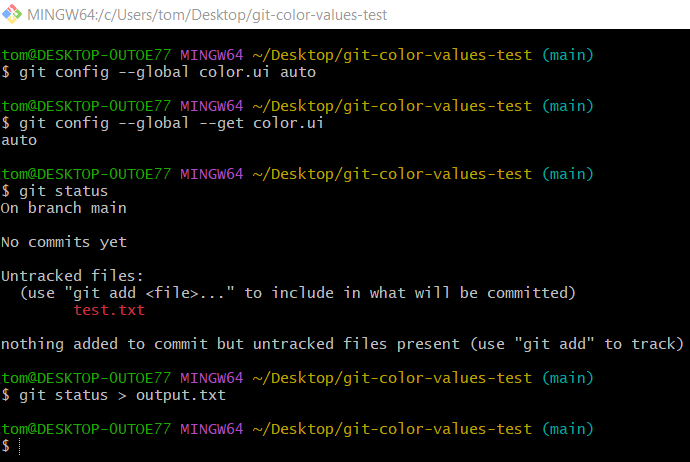 MINGW64:/c/Users/tom/Desktop/git-color-values-test
tom@DESKTOP-OUTOE77 MINGW64 ~/Desktop/git-color-values-test (main)
$ git config --global color.ui auto
tom@DESKTOP-OUTOE77 MINGW64 ~/Desktop/git-color-values-test (main)
$ git config --global --get color.ui
auto
tom@DESKTOP-OUTOE77 MINGW64 ~/Desktop/git-color-values-test (main)
$ git status
On branch main
No commits yet
Untracked files:
  (use "git add <file>..." to include in what will be committed)
        test.txt
nothing added to commit but untracked files present (use "git add" to track)
tom@DESKTOP-OUTOE77 MINGW64 ~/Desktop/git-color-values-test (main)
$ git status > output.txt
tom@DESKTOP-OUTOE77 MINGW64 ~/Desktop/git-color-values-test (main)
$